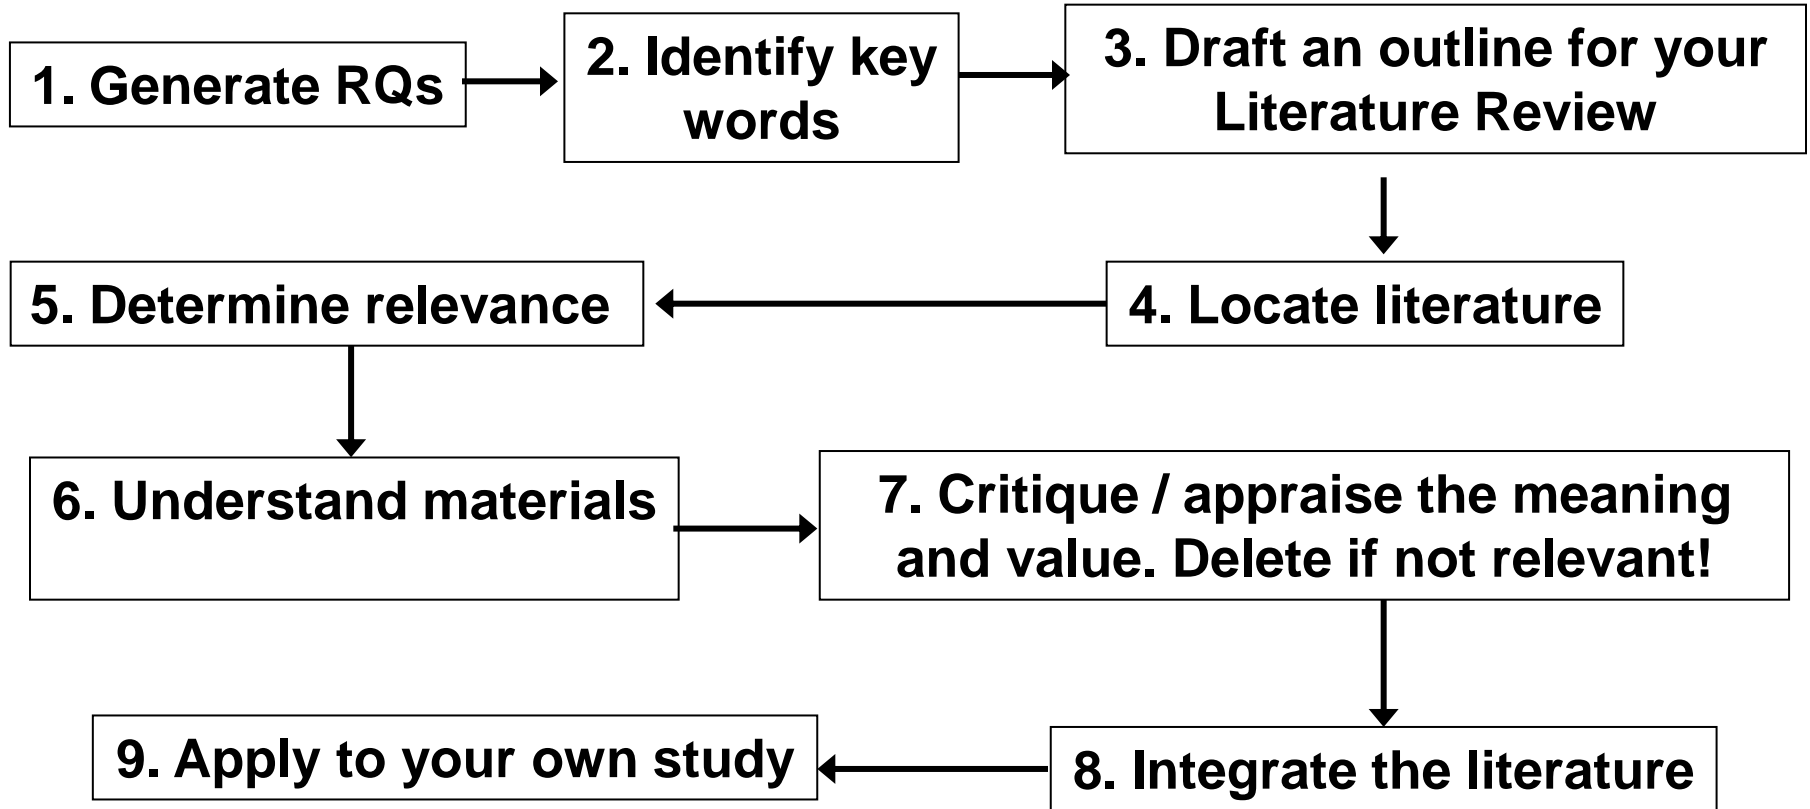 1. Generate RQs
2. Identify key
words
3. Draft an outline for your
Literature Review
4. Locate literature
5. Determine relevance
6. Understand materials
7. Critique / appraise the meaning
and value. Delete if not relevant!
8. Integrate the literature
9. Apply to your own study